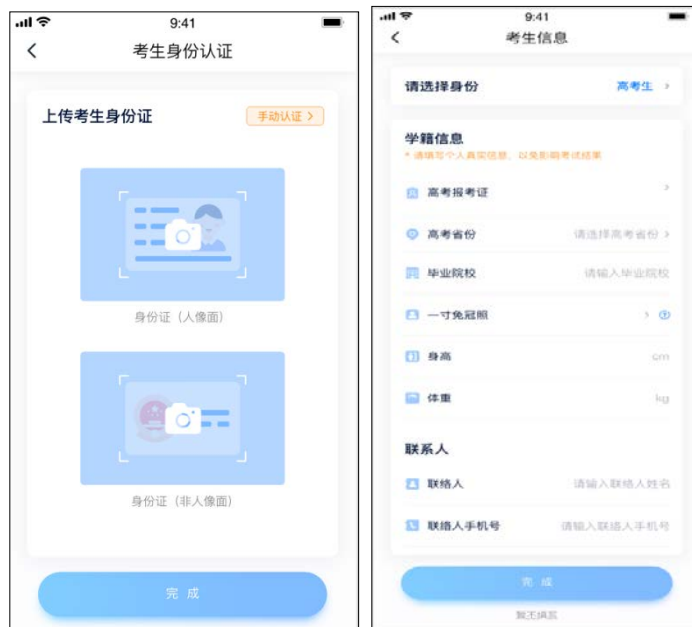 9:41
考生身份认证
上传考生身份证
手动认证 >
身份证（人像面）
身份证（非人像面）
完 成
9:41
考生信息
请选择身份
高考生 >
学籍信息
* 请填写个人真实信息，以免影响考试结果
高考报考证 >
高考省份 请选择高考省份 >
毕业院校 请输入毕业院校
一寸免冠照 >
身高 cm
体重 kg
联系人
联络人 请输入联络人姓名
联络人手机号 请输入联络人手机号
完 成